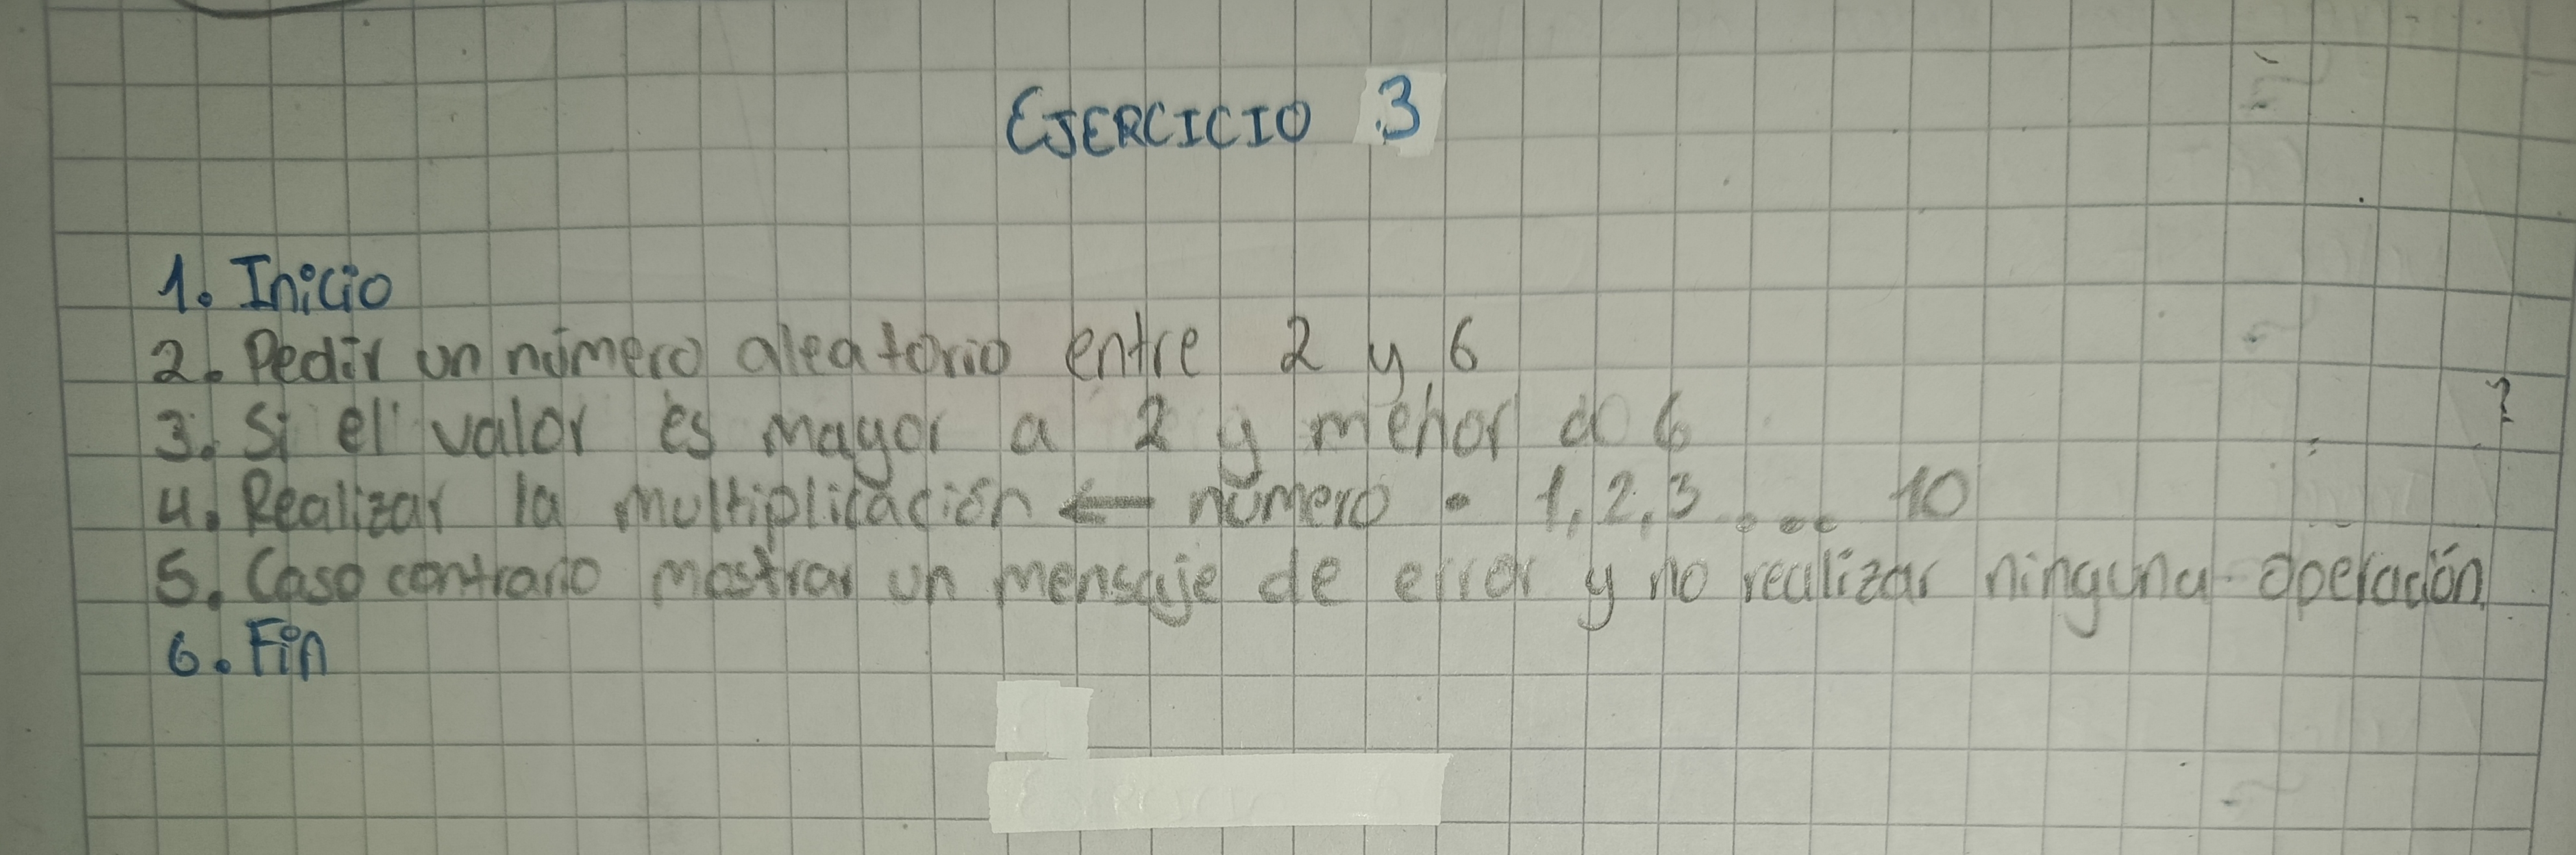 EJERCICIO 3
1. Inicio
2. Pedir un número aleatorio entre 2 y 6
3. Si el valor es mayor a 2 y menor a 6
4. Realizar la multiplicación ← número • 1, 2, 3 .... 10
5. Caso contrario mostrar un mensaje de error y no realizar ninguna operación
6. Fin